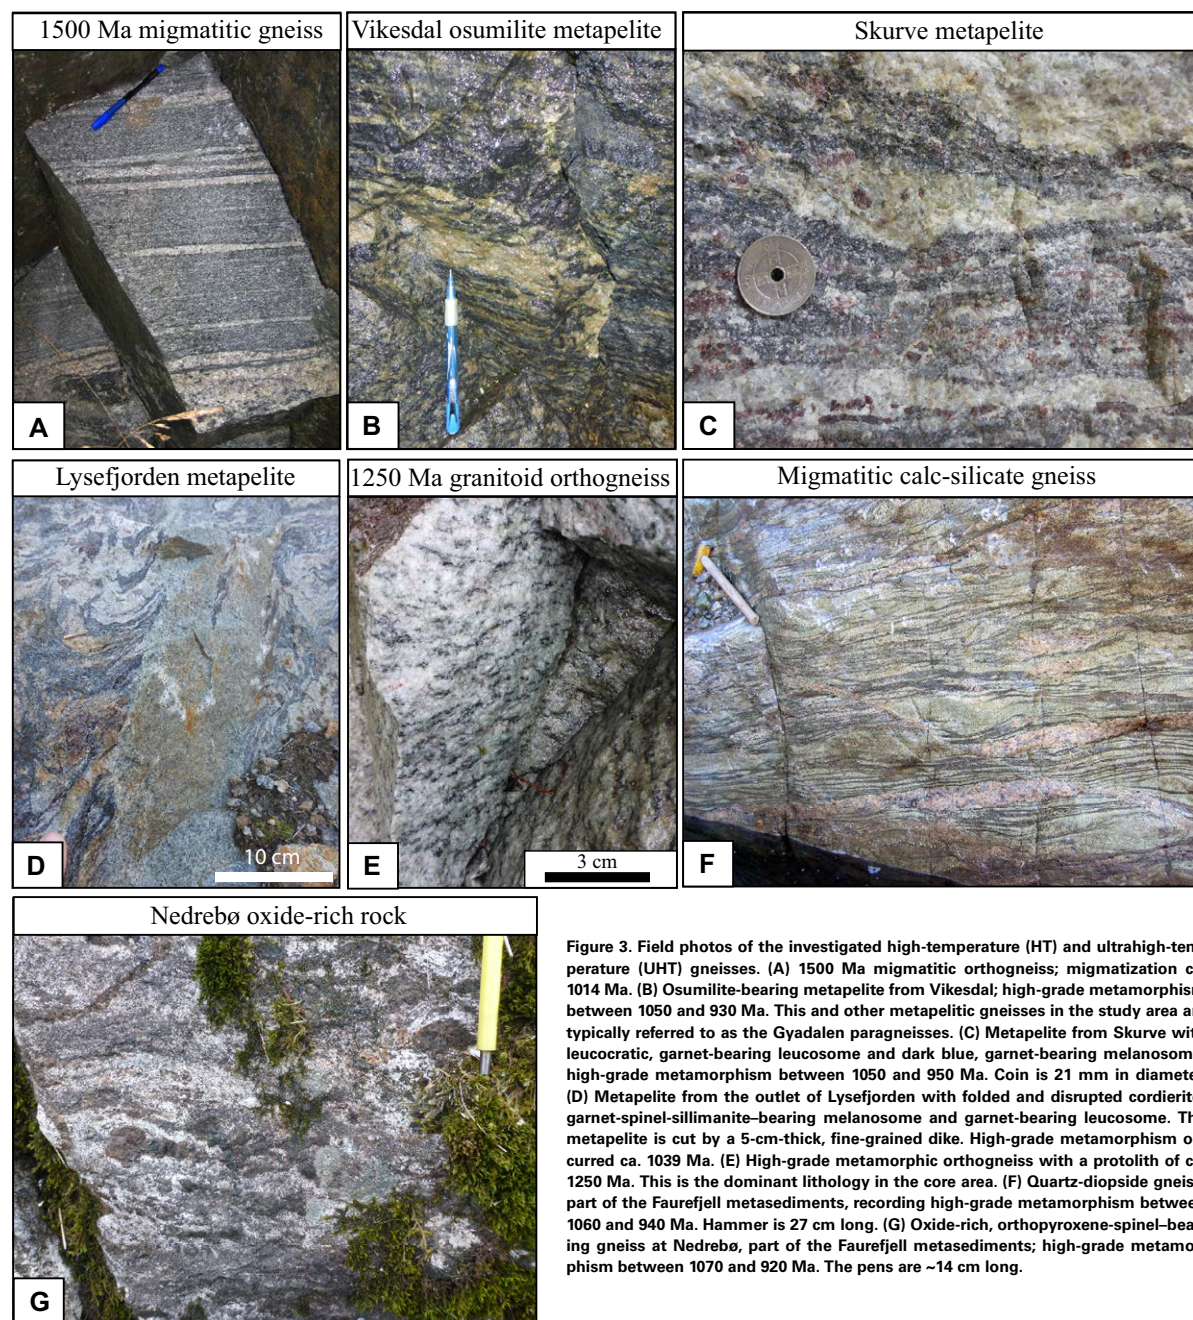 1500 Ma migmatitic gneiss
Vikesdal osumilite metapelite
Skurve metapelite
A
B
C
Lysefjorden metapelite
1250 Ma granitoid orthogneiss
Migmatitic calc-silicate gneiss
10 cm
D
3 cm
E
F
Nedrebø oxide-rich rock
G
Figure 3. Field photos of the investigated high-temperature (HT) and ultrahigh-tem
perature (UHT) gneisses. (A) 1500 Ma migmatitic orthogneiss; migmatization c
1014 Ma. (B) Osumilite-bearing metapelite from Vikesdal; high-grade metamorphism
between 1050 and 930 Ma. This and other metapelitic gneisses in the study area ar
typically referred to as the Gyadalen paragneisses. (C) Metapelite from Skurve wit
leucocratic, garnet-bearing leucosome and dark blue, garnet-bearing melanosom
high-grade metamorphism between 1050 and 950 Ma. Coin is 21 mm in diamete
(D) Metapelite from the outlet of Lysefjorden with folded and disrupted cordierite
garnet-spinel-sillimanite–bearing melanosome and garnet-bearing leucosome. Th
metapelite is cut by a 5-cm-thick, fine-grained dike. High-grade metamorphism o
curred ca. 1039 Ma. (E) High-grade metamorphic orthogneiss with a protolith of c
1250 Ma. This is the dominant lithology in the core area. (F) Quartz-diopside gneis
part of the Faurefjell metasediments, recording high-grade metamorphism betwee
1060 and 940 Ma. Hammer is 27 cm long. (G) Oxide-rich, orthopyroxene-spinel–bea
ing gneiss at Nedrebø, part of the Faurefjell metasediments; high-grade metamo
phism between 1070 and 920 Ma. The pens are ~14 cm long.